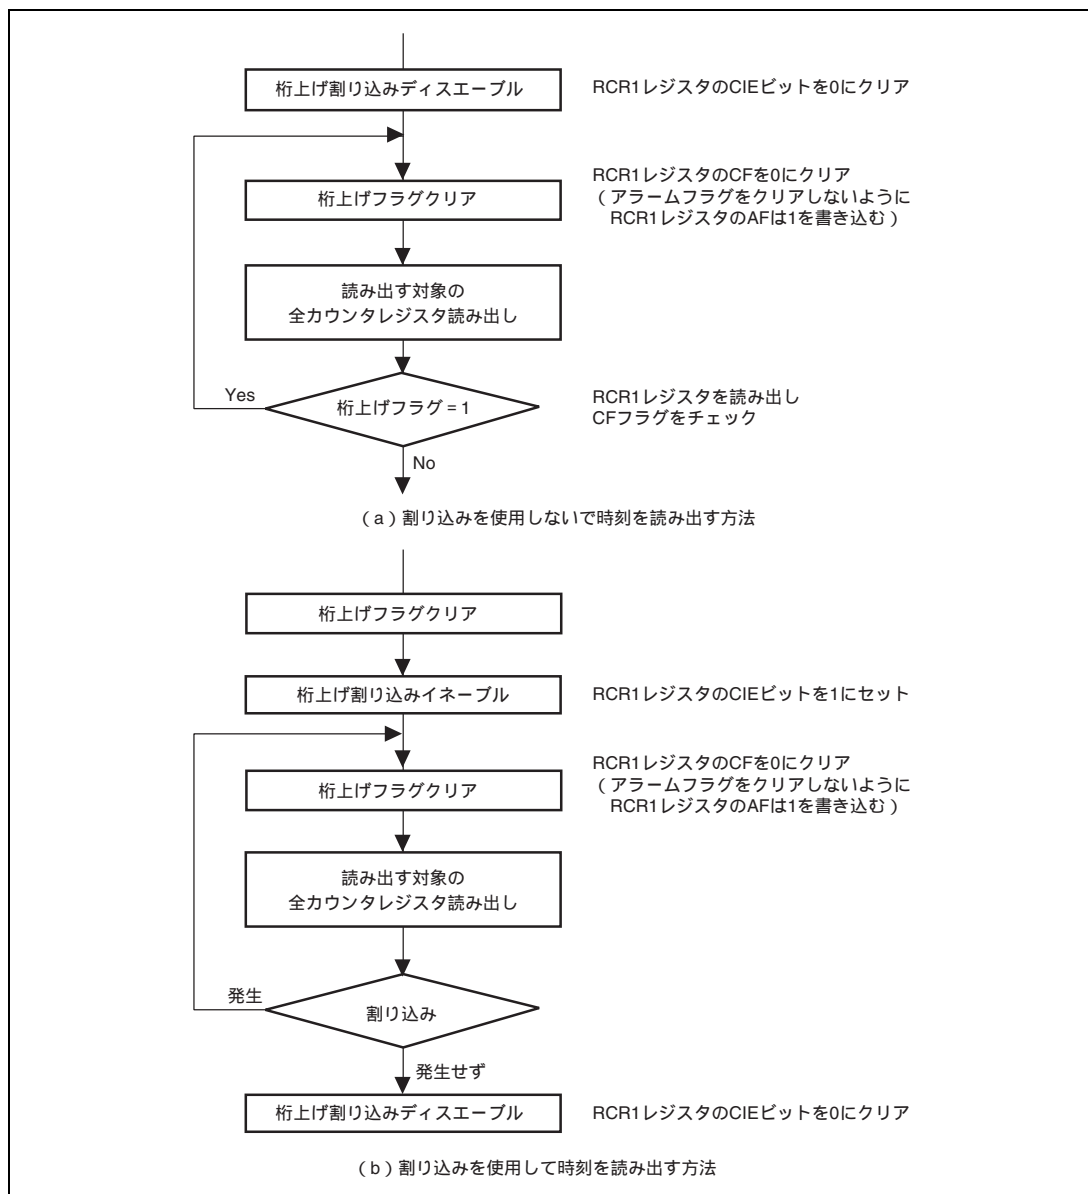 桁上げ割り込みディスエーブル
RCR1レジスタのCIEビットを0にクリア
桁上げフラグクリア
RCR1レジスタのCFを0にクリア
（アラームフラグをクリアしないように
RCR1レジスタのAFは1を書き込む）
読み出す対象の
全カウンタレジスタ読み出し
Yes
桁上げフラグ = 1
RCR1レジスタを読み出し
CFフラグをチェック
No
（a）割り込みを使用しないで時刻を読み出す方法
桁上げフラグクリア
桁上げ割り込みイネーブル
RCR1レジスタのCIEビットを1にセット
桁上げフラグクリア
RCR1レジスタのCFを0にクリア
（アラームフラグをクリアしないように
RCR1レジスタのAFは1を書き込む）
読み出す対象の
全カウンタレジスタ読み出し
発生
割り込み
発生せず
桁上げ割り込みディスエーブル
RCR1レジスタのCIEビットを0にクリア
（b）割り込みを使用して時刻を読み出す方法